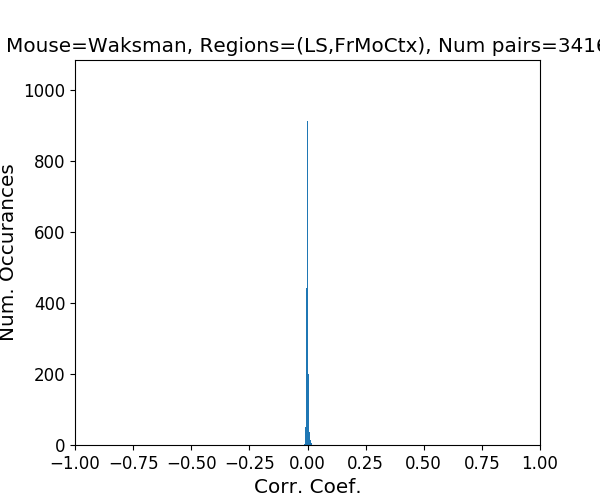 Mouse=Waksman, Regions=(LS,FrMoCtx), Num pairs=3416
1000
800
600
400
200
0
Num. Occurances
−1.00 −0.75 −0.50 −0.25 0.00 0.25 0.50 0.75 1.00
Corr. Coef.